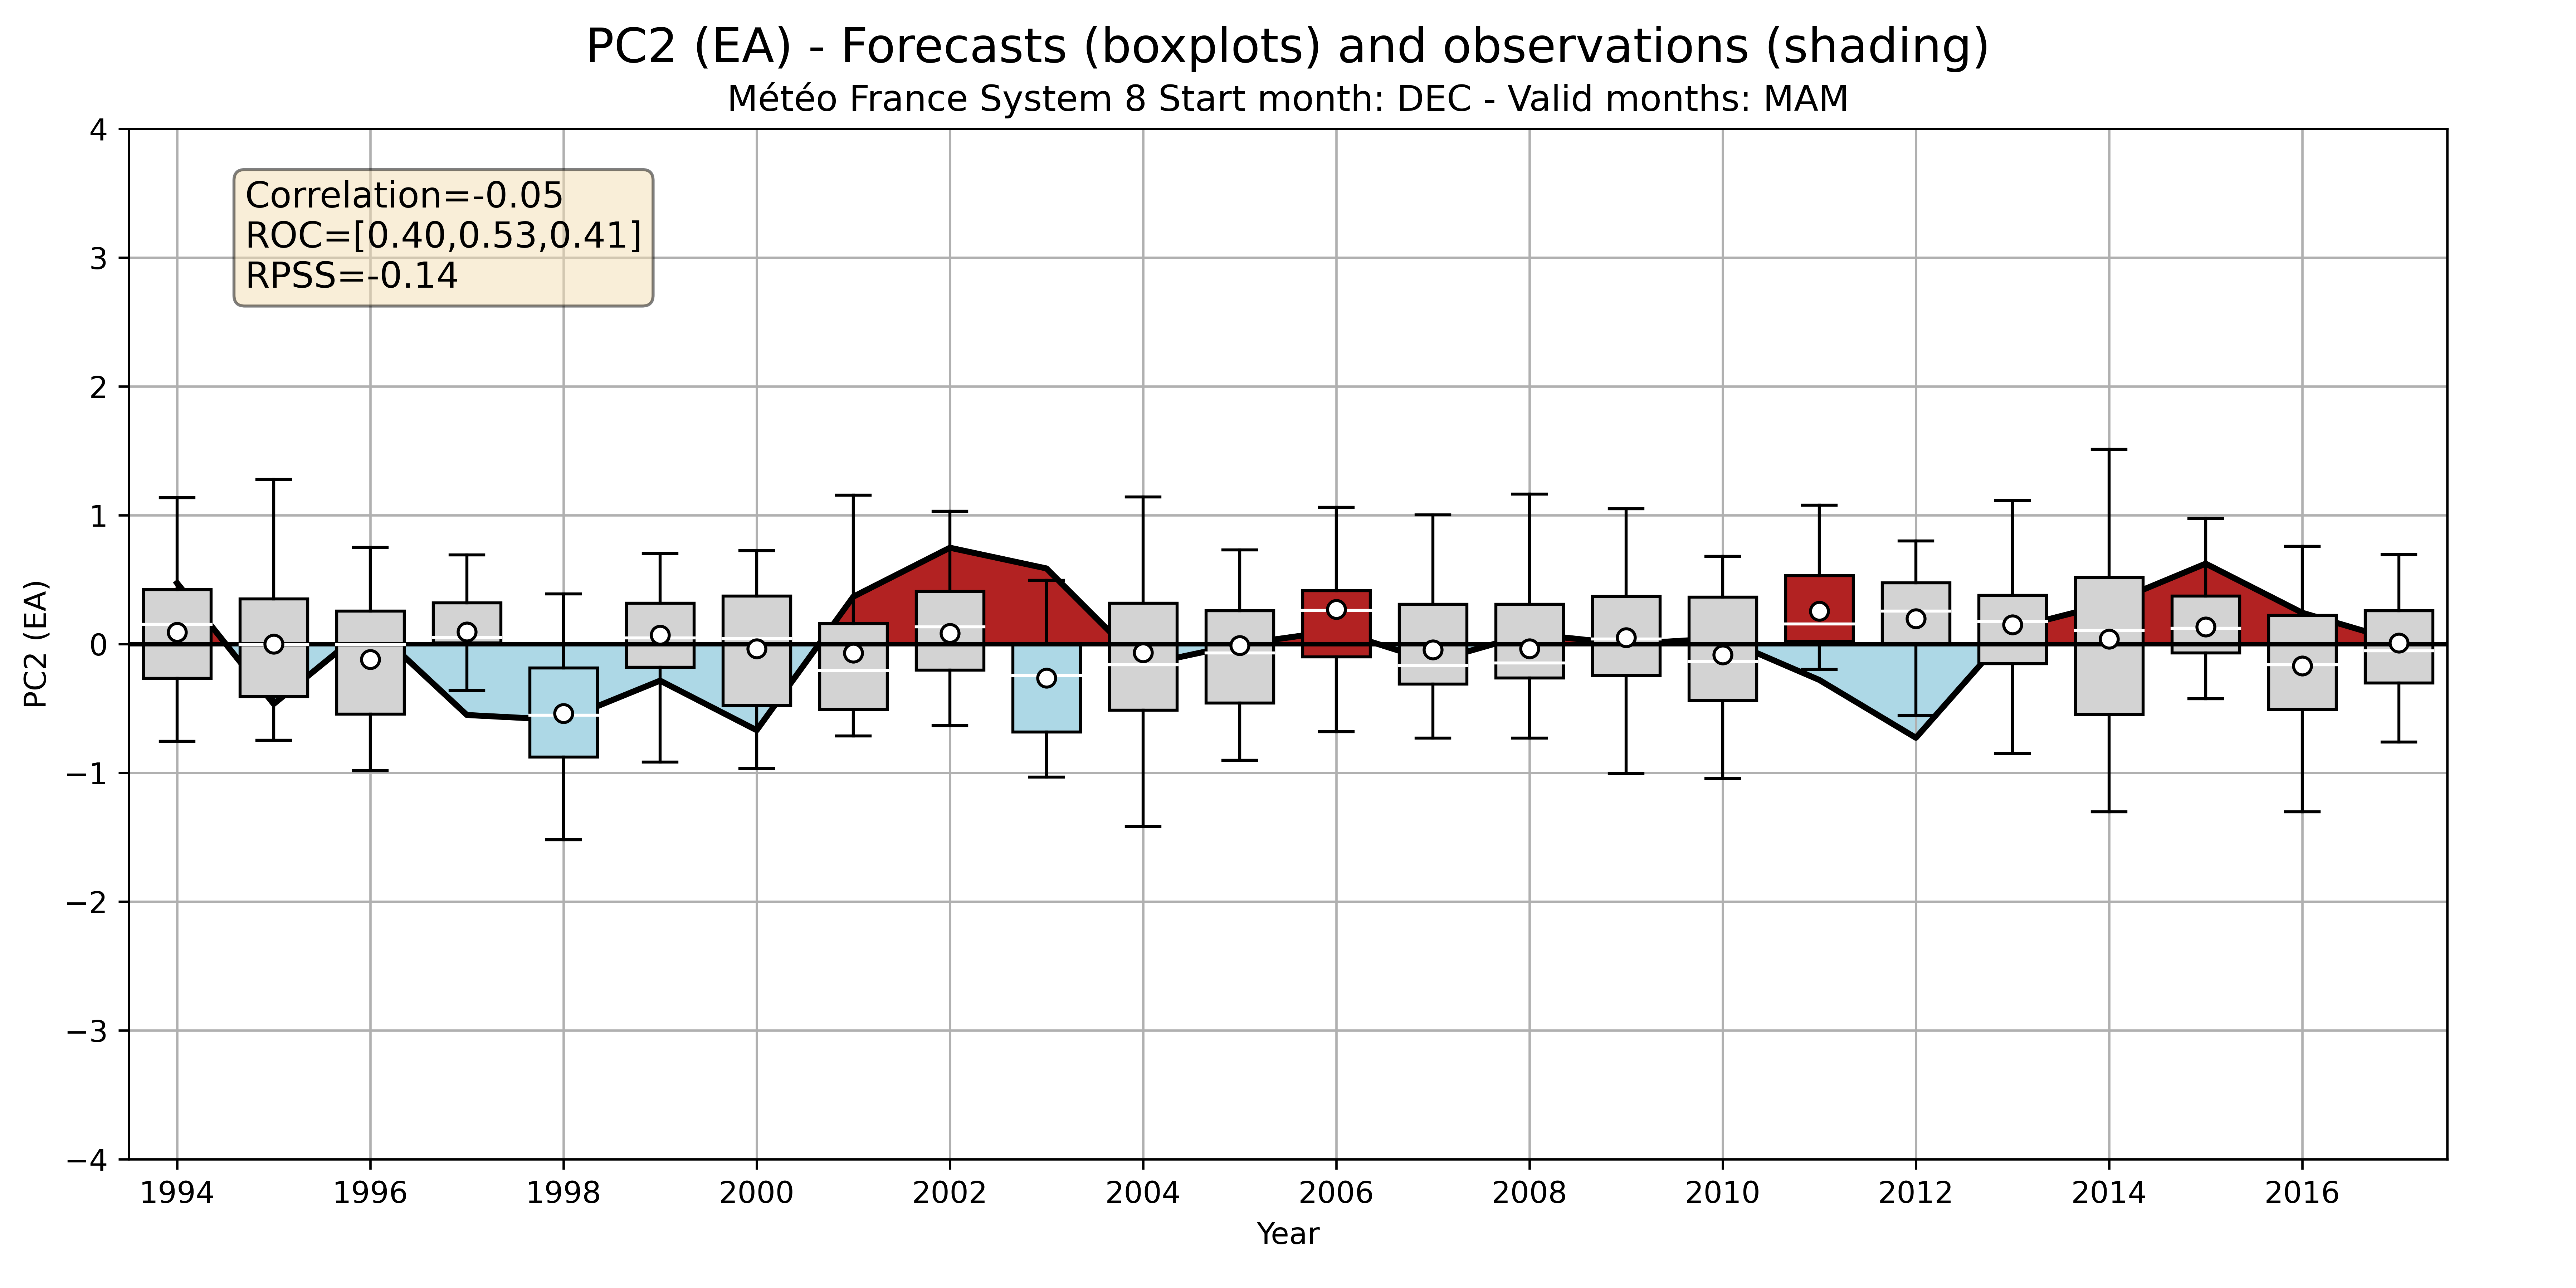 PC2 (EA) - Forecasts (boxplots) and observations (shading)
Météo France System 8 Start month: DEC - Valid months: MAM
Correlation=-0.05
ROC=[0.40,0.53,0.41]
RPSS=-0.14
PC2 (EA)
4
3
2
1
0
−1
−2
−3
−4
1994 1996 1998 2000 2002 2004 2006 2008 2010 2012 2014 2016
Year